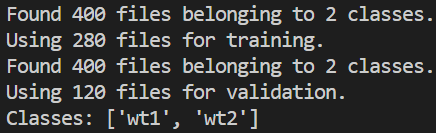 Found 400 files belonging to 2 classes.
Using 280 files for training.
Found 400 files belonging to 2 classes.
Using 120 files for validation.
Classes: ['wt1', 'wt2']